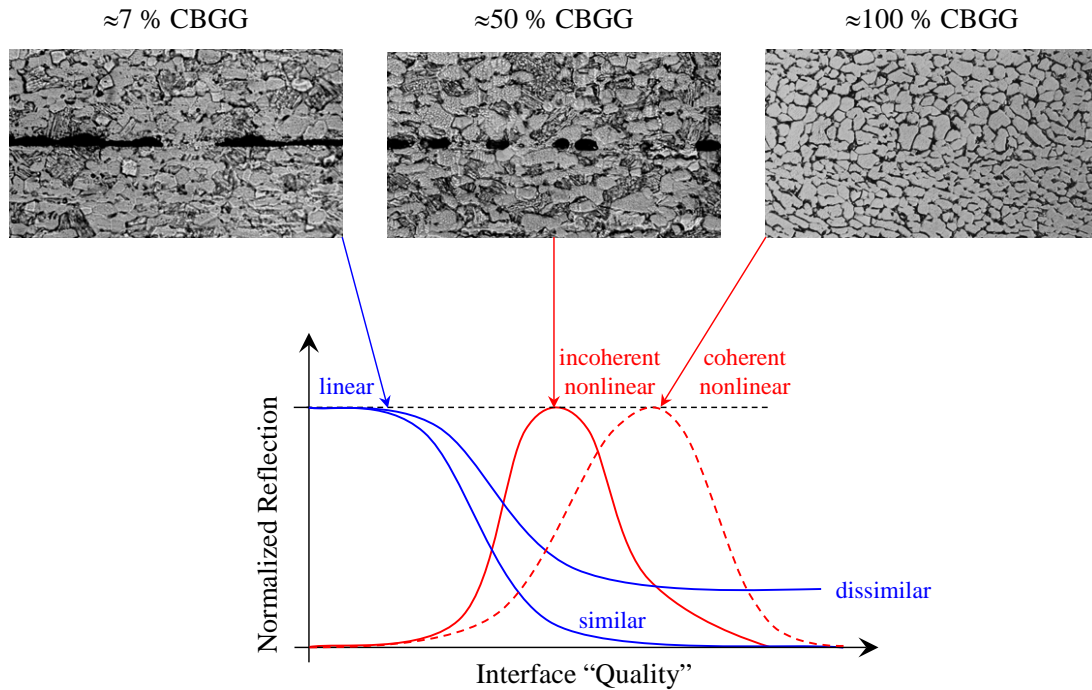 ≈7 % CBGG
≈50 % CBGG
≈100 % CBGG
linear
incoherent
nonlinear
coherent
nonlinear
Normalized Reflection
dissimilar
similar
Interface “Quality”